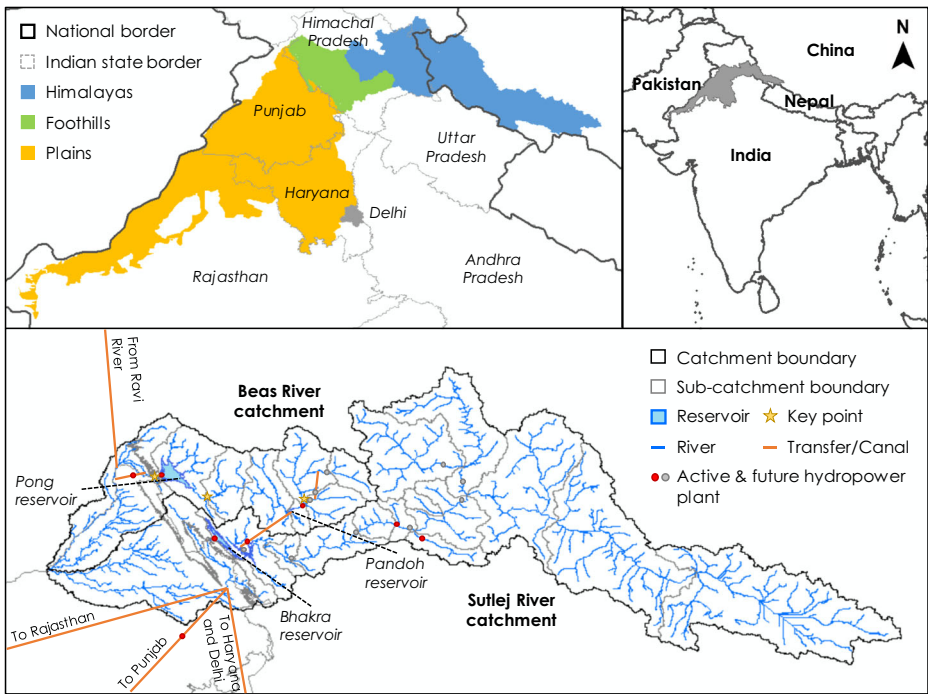 National border
Indian state border
Himalayas
Foothills
Plains
Himachal
Pradesh
Punjab
Uttar
Pradesh
Haryana
Delhi
Rajasthan
Andhra
Pradesh
N
China
Pakistan
Nepal
India
From Ravi
River
Beas River
catchment
Catchment boundary
Sub-catchment boundary
Reservoir
Key point
River
Transfer/Canal
Active & future hydropower
plant
Pong
reservoir
Pandoh
reservoir
Bhakra
reservoir
Sutlej River
catchment
To Rajasthan
To Punjab
To Haryana
and Delhi